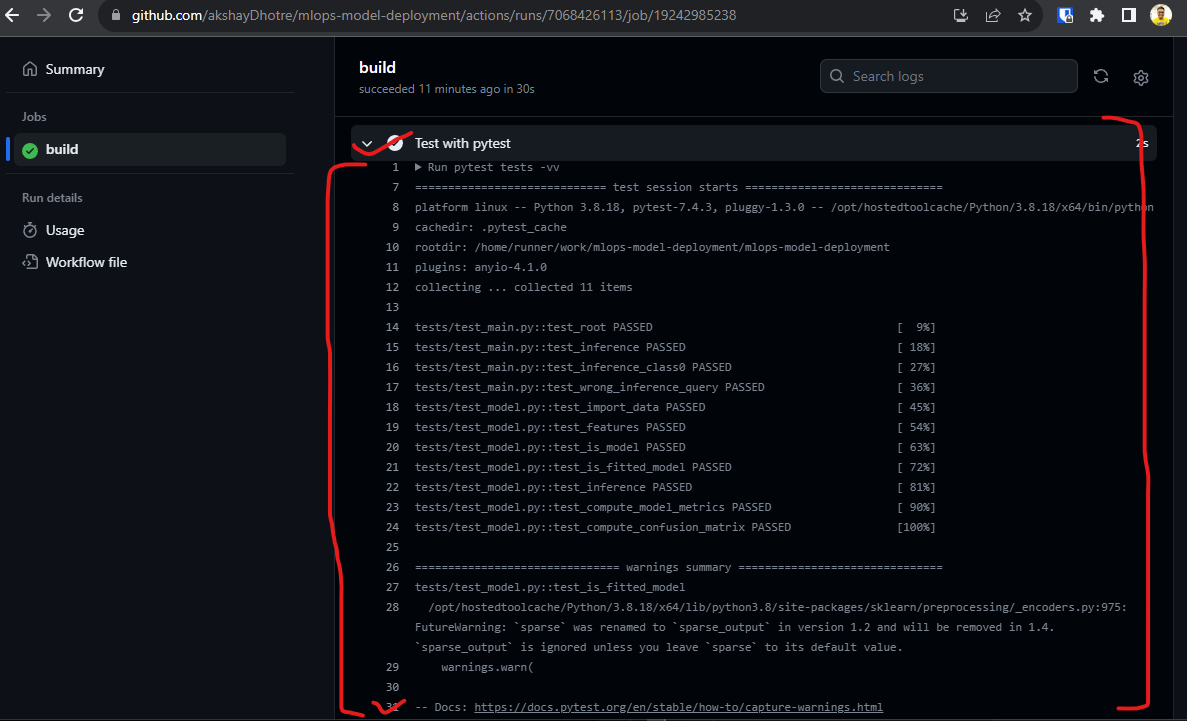 github.com/akshayDhotre/mlops-model-deployment/actions/runs/7068426113/job/19242985238
Summary
Jobs
build
Run details
Usage
Workflow file
build
succeeded 11 minutes ago in 30s
Search logs
Test with pytest 2s
1 Run pytest tests -vv
7 ============================= test session starts ==============================
8 platform linux -- Python 3.8.18, pytest-7.4.3, pluggy-1.3.0 -- /opt/hostedtoolcache/Python/3.8.18/x64/bin/python
9 cachedir: .pytest_cache
10 rootdir: /home/runner/work/mlops-model-deployment/mlops-model-deployment
11 plugins: anyio-4.1.0
12 collecting ... collected 11 items
13
14 tests/test_main.py::test_root PASSED [  9%]
15 tests/test_main.py::test_inference PASSED [ 18%]
16 tests/test_main.py::test_inference_class0 PASSED [ 27%]
17 tests/test_main.py::test_wrong_inference_query PASSED [ 36%]
18 tests/test_model.py::test_import_data PASSED [ 45%]
19 tests/test_model.py::test_features PASSED [ 54%]
20 tests/test_model.py::test_is_model PASSED [ 63%]
21 tests/test_model.py::test_is_fitted_model PASSED [ 72%]
22 tests/test_model.py::test_inference PASSED [ 81%]
23 tests/test_model.py::test_compute_model_metrics PASSED [ 90%]
24 tests/test_model.py::test_compute_confusion_matrix PASSED [100%]
25
26 =============================== warnings summary ===============================
27 tests/test_model.py::test_is_fitted_model
28 /opt/hostedtoolcache/Python/3.8.18/x64/lib/python3.8/site-packages/sklearn/preprocessing/_encoders.py:975:
FutureWarning: `sparse` was renamed to `sparse_output` in version 1.2 and will be removed in 1.4.
`sparse_output` is ignored unless you leave `sparse` to its default value.
29 warnings.warn(
30
31 -- Docs: https://docs.pytest.org/en/stable/how-to/capture-warnings.html